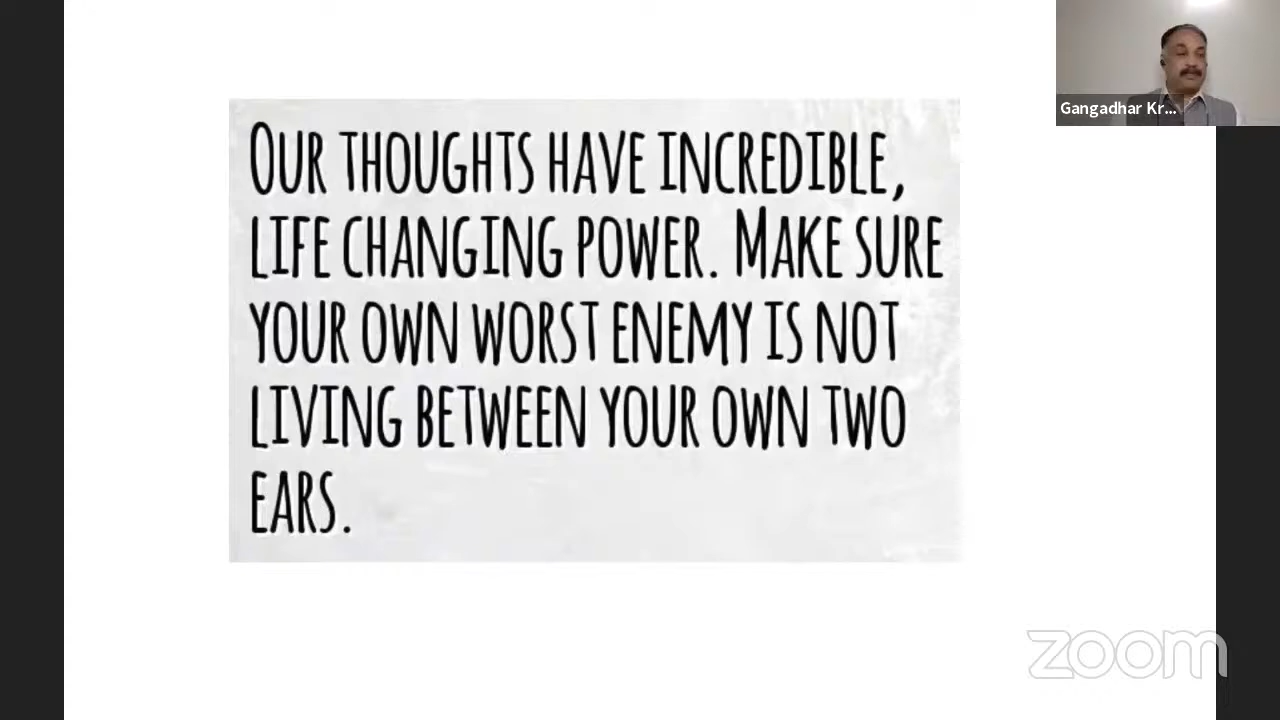 Gangadhar Kr...
OUR THOUGHTS HAVE INCREDIBLE,
LIFE CHANGING POWER. MAKE SURE
YOUR OWN WORST ENEMY IS NOT
LIVING BETWEEN YOUR OWN TWO
EARS.
zoom